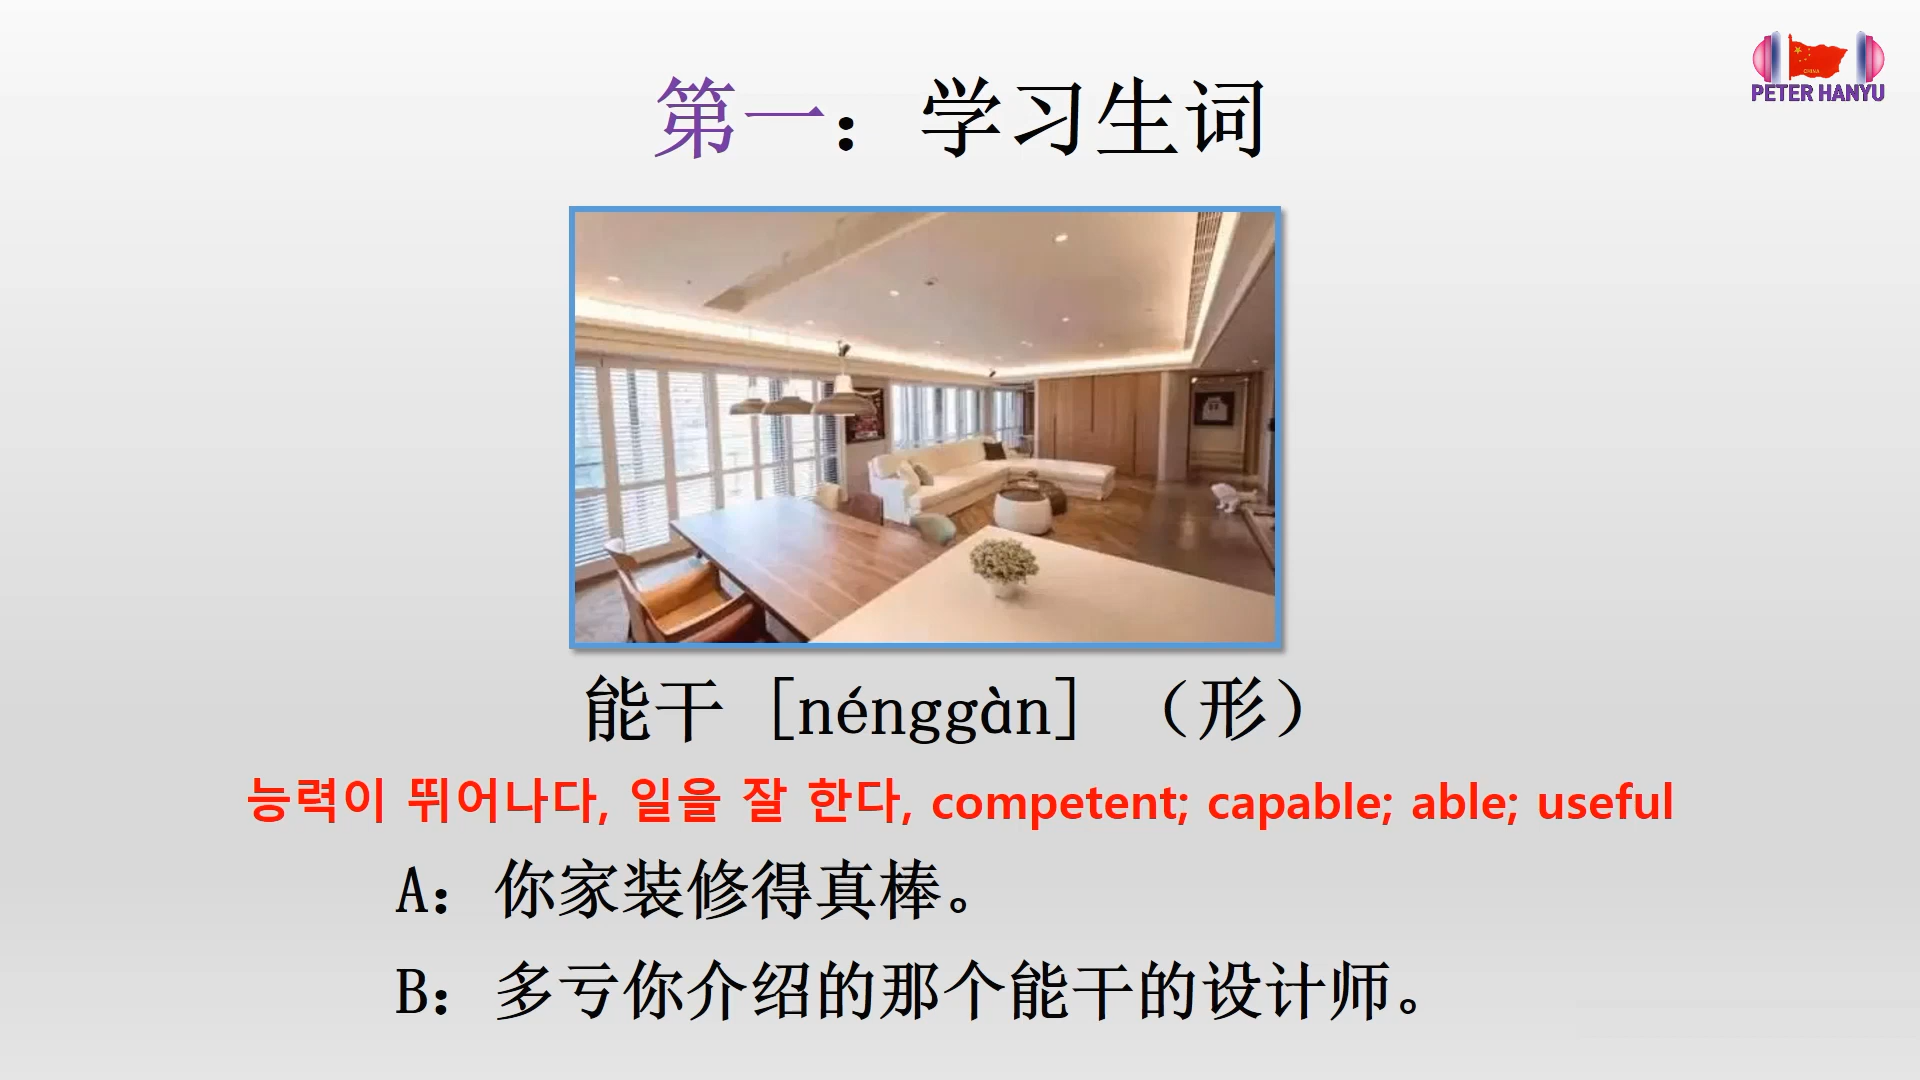 PETER HANYU
第一：学习生词
能干 [nénggàn] （形）
능력이 뛰어나다, 일을 잘 한다, competent; capable; able; useful
A：你家装修得真棒。
B：多亏你介绍的那个能干的设计师。